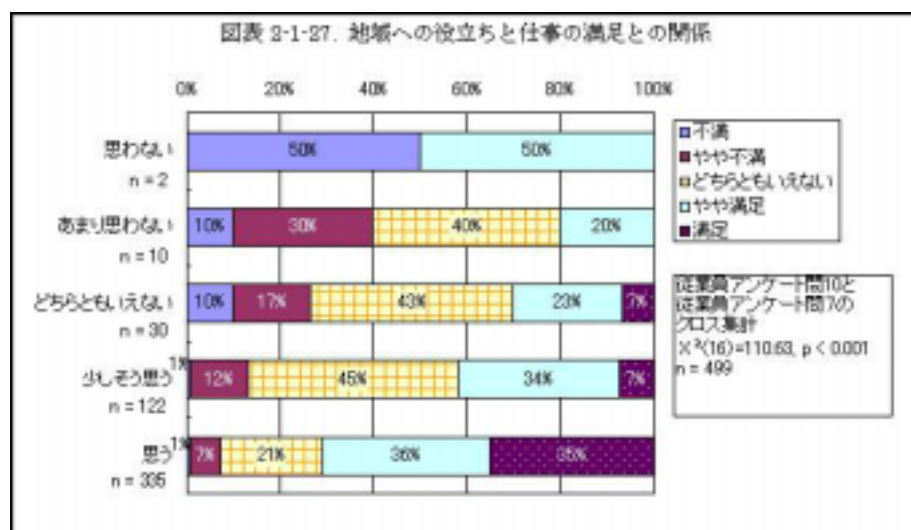 図表 2-1-27. 地域への役立ちと仕事の満足との関係
0% 20% 40% 60% 80% 100%
思わない
n = 2
50% 50%
あまり思わない
n = 10
10% 30% 40% 20%
どちらともいえない
n = 30
10% 17% 43% 23% 7%
少しそう思う
n = 122
1% 12% 45% 34% 7%
思う
n = 335
1% 7% 21% 36% 35%
不満
やや不満
どちらともいえない
やや満足
満足
従業員アンケート問10と
従業員アンケート問17の
クロス集計
X²(16)=110.63, p < 0.001
n = 499